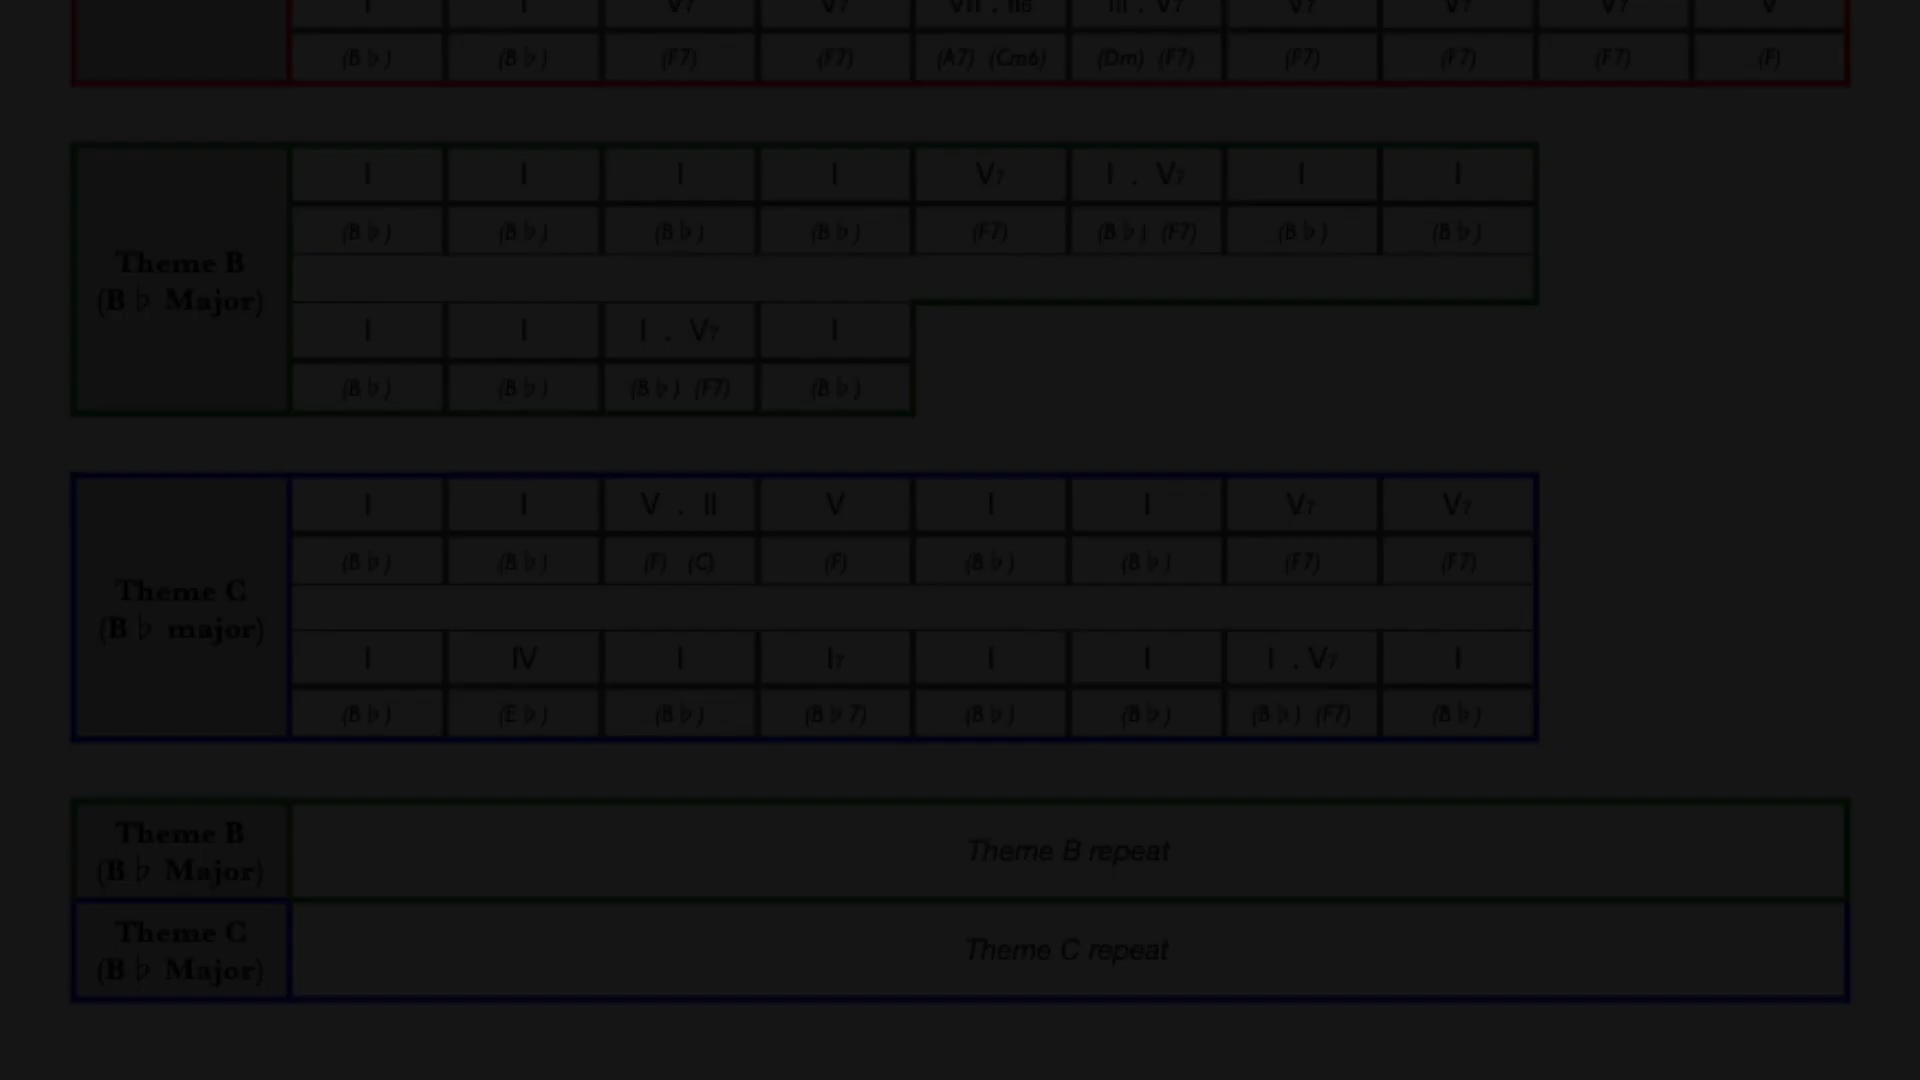 I I V7 V7 VII . II6 III . V7 V7 V7 V7 V
(B♭) (B♭) (F7) (F7) (A7) (Cm6) (Dm) (F7) (F7) (F7) (F7) (F)
I I I I V7 I . V7 I I
(B♭) (B♭) (B♭) (B♭) (F7) (B♭) (F7) (B♭) (B♭)
Theme B
(B♭ Major)
I I I . V7 I
(B♭) (B♭) (B♭) (F7) (B♭)
I I V . II V I I V7 V7
(B♭) (B♭) (F) (C) (F) (B♭) (B♭) (F7) (F7)
Theme C
(B♭ major)
I IV I I7 I I I . V7 I
(B♭) (E♭) (B♭) (B♭7) (B♭) (B♭) (B♭) (F7) (B♭)
Theme B
(B♭ Major)
Theme B repeat
Theme C
(B♭ Major)
Theme C repeat